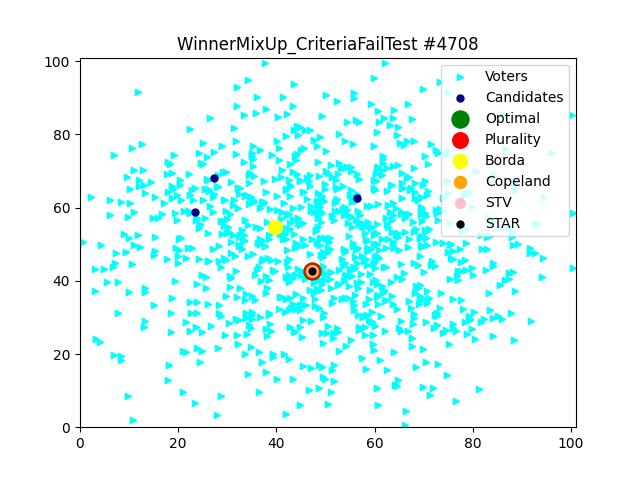 WinnerMixUp_CriteriaFailTest #4708
100
80
60
40
20
0
0 20 40 60 80 100
Voters
Candidates
Optimal
Plurality
Borda
Copeland
STV
STAR